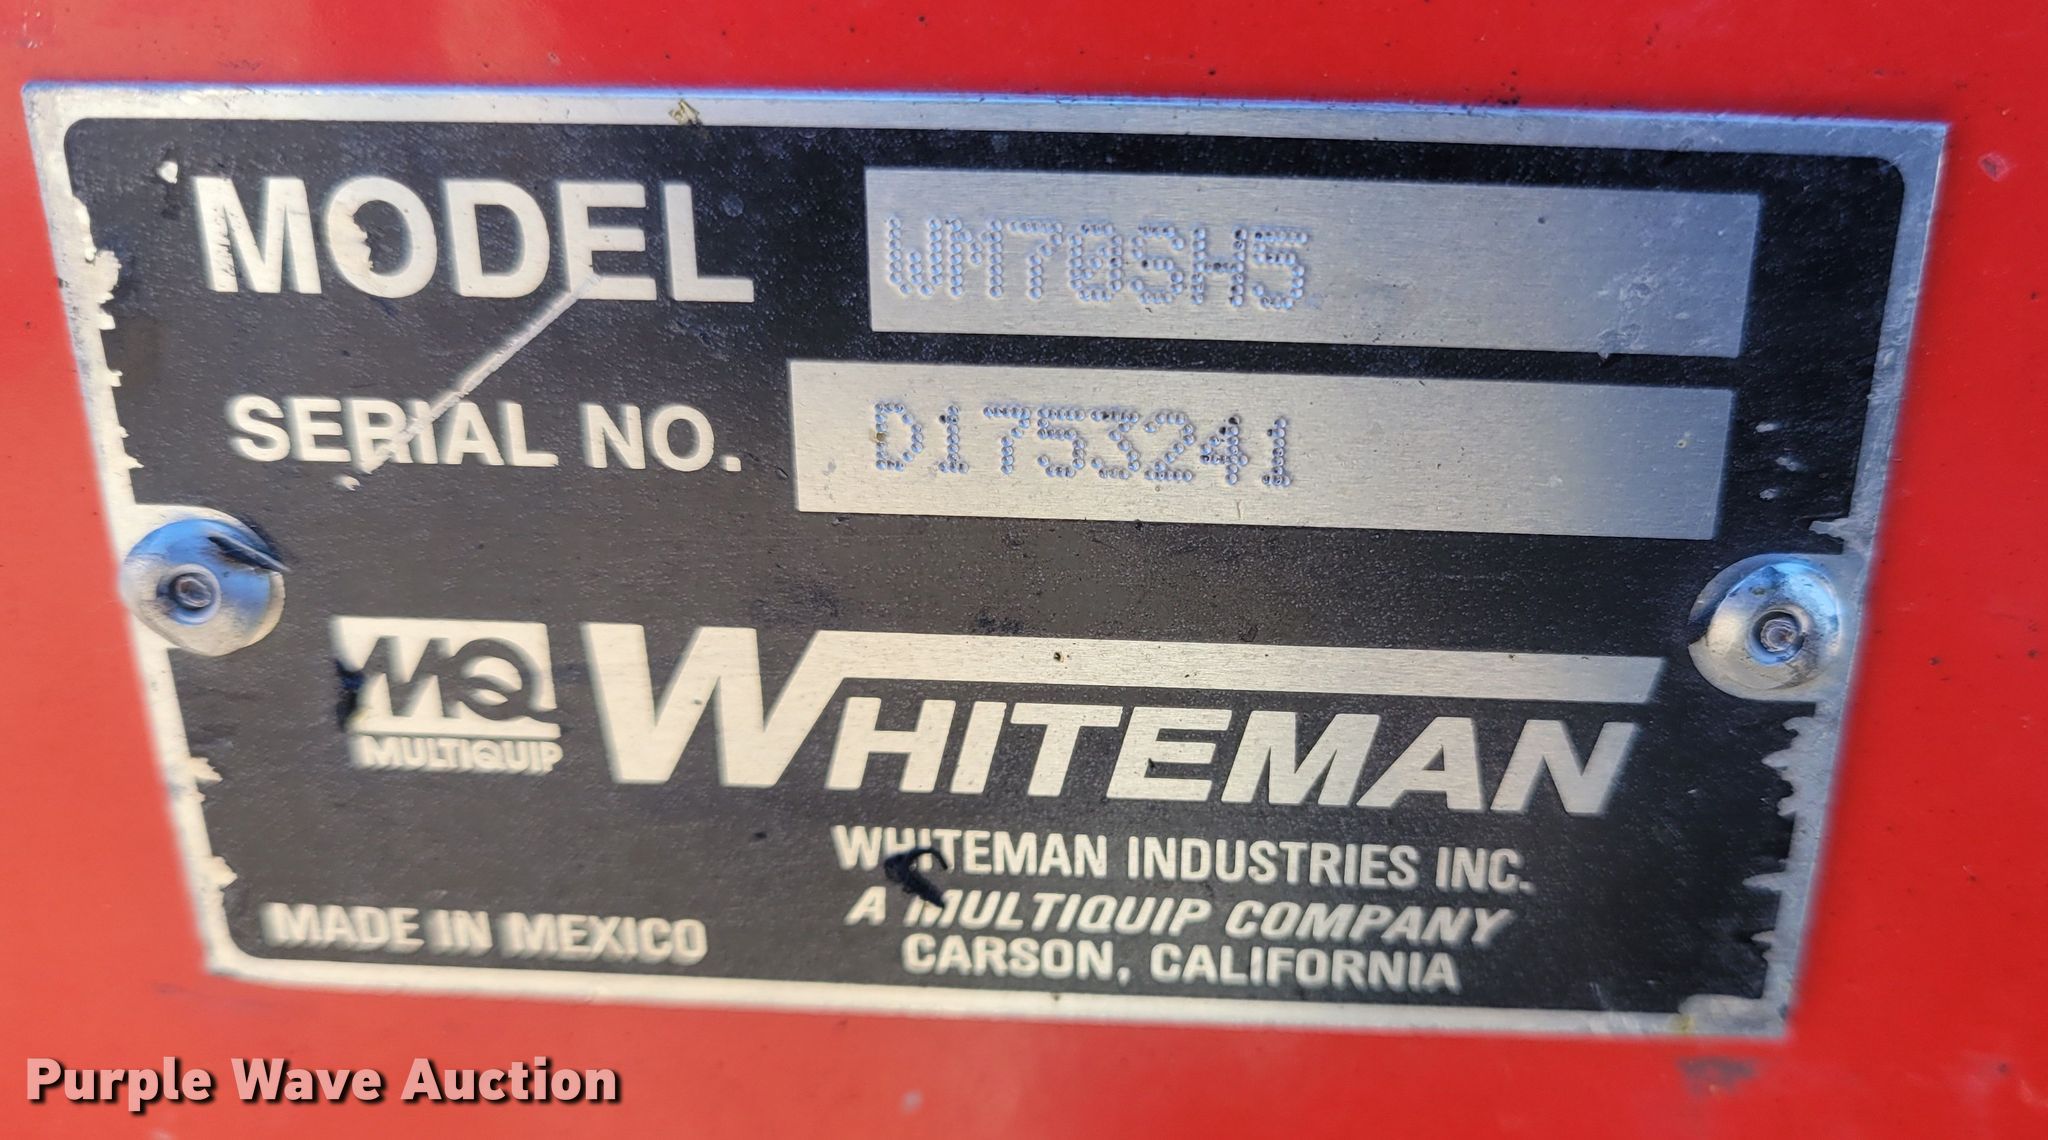 MODEL WM70SH5
SERIAL NO. D1753241
MQ
MULTIQUIP
WHITEMAN
WHITEMAN INDUSTRIES INC.
A MULTIQUIP COMPANY
CARSON, CALIFORNIA
MADE IN MEXICO
Purple Wave Auction